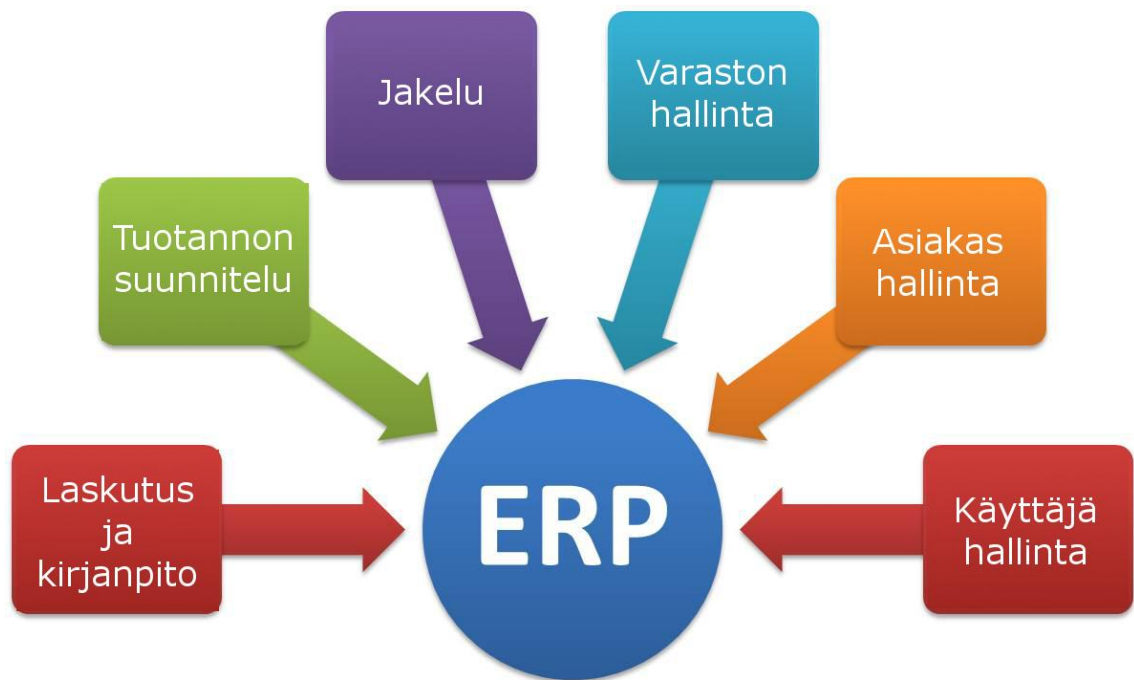 Jakelu
Varaston
hallinta
Tuotannon
suunnitelu
Asiakas
hallinta
Laskutus
ja
kirjanpito
ERP
Käyttäjä
hallinta